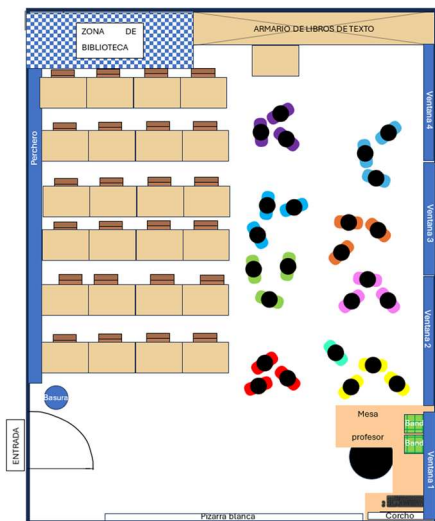 ZONA DE
BIBLIOTECA
ARMARIO DE LIBROS DE TEXTO
Ventana 4
Perchero
Ventana 3
Ventana 2
Basura
Mesa
profesor
Band
Band
ENTRADA
Ventana 1
Pizarra blanca
Corcho